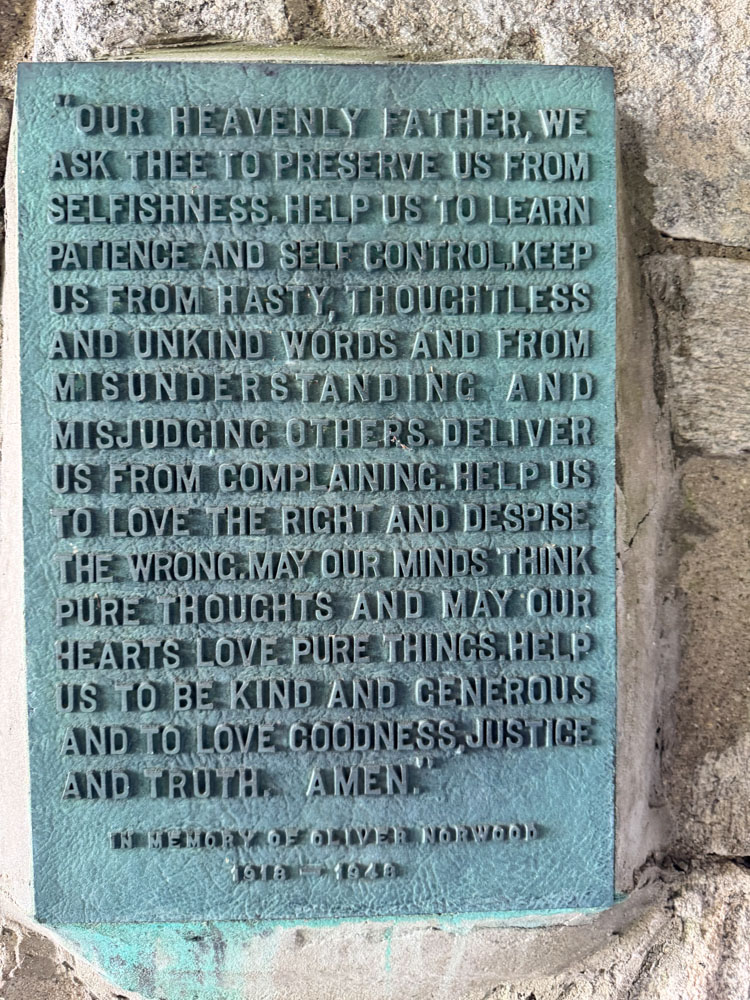 "OUR HEAVENLY FATHER, WE
ASK THEE TO PRESERVE US FROM
SELFISHNESS. HELP US TO LEARN
PATIENCE AND SELF CONTROL. KEEP
US FROM HASTY, THOUGHTLESS
AND UNKIND WORDS AND FROM
MISUNDERSTANDING AND
MISJUDGING OTHERS. DELIVER
US FROM COMPLAINING. HELP US
TO LOVE THE RIGHT AND DESPISE
THE WRONG. MAY OUR MINDS THINK
PURE THOUGHTS AND MAY OUR
HEARTS LOVE PURE THINGS. HELP
US TO BE KIND AND GENEROUS
AND TO LOVE GOODNESS, JUSTICE
AND TRUTH. AMEN."
IN MEMORY OF OLIVER NORWOOD
1918 – 1948